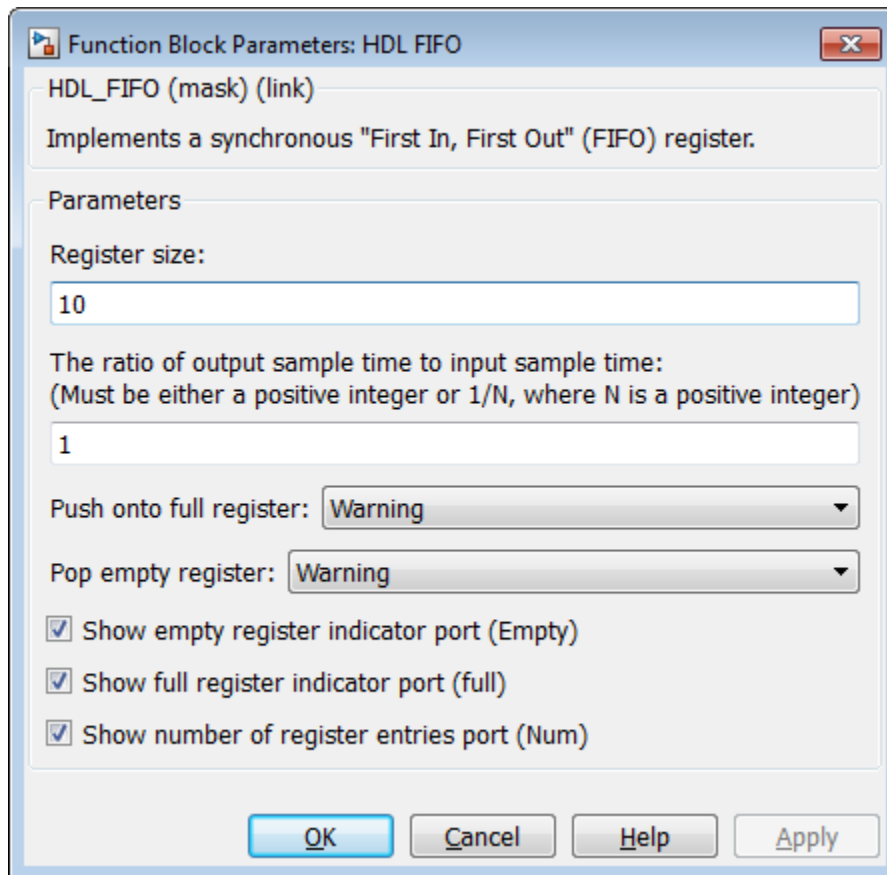 Function Block Parameters: HDL FIFO
HDL_FIFO (mask) (link)
Implements a synchronous "First In, First Out" (FIFO) register.
Parameters
Register size:
10
The ratio of output sample time to input sample time:
(Must be either a positive integer or 1/N, where N is a positive integer)
1
Push onto full register: Warning
Pop empty register: Warning
Show empty register indicator port (Empty)
Show full register indicator port (full)
Show number of register entries port (Num)
OK Cancel Help Apply